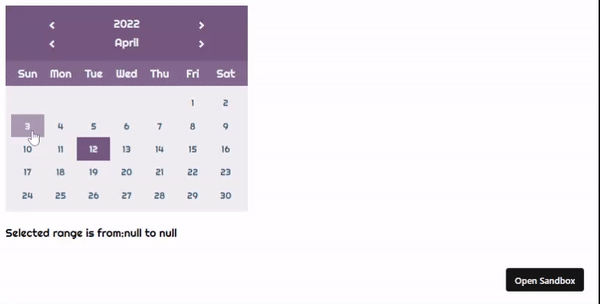 2022
April
Sun Mon Tue Wed Thu Fri Sat
1 2
3 4 5 6 7 8 9
10 11 12 13 14 15 16
17 18 19 20 21 22 23
24 25 26 27 28 29 30
Selected range is from:null to null
Open Sandbox